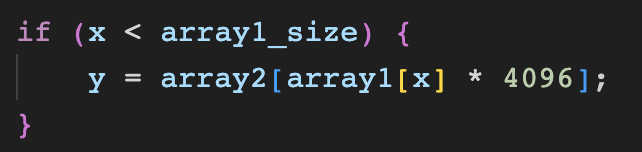 if (x < array1_size) {
    y = array2[array1[x] * 4096];
}